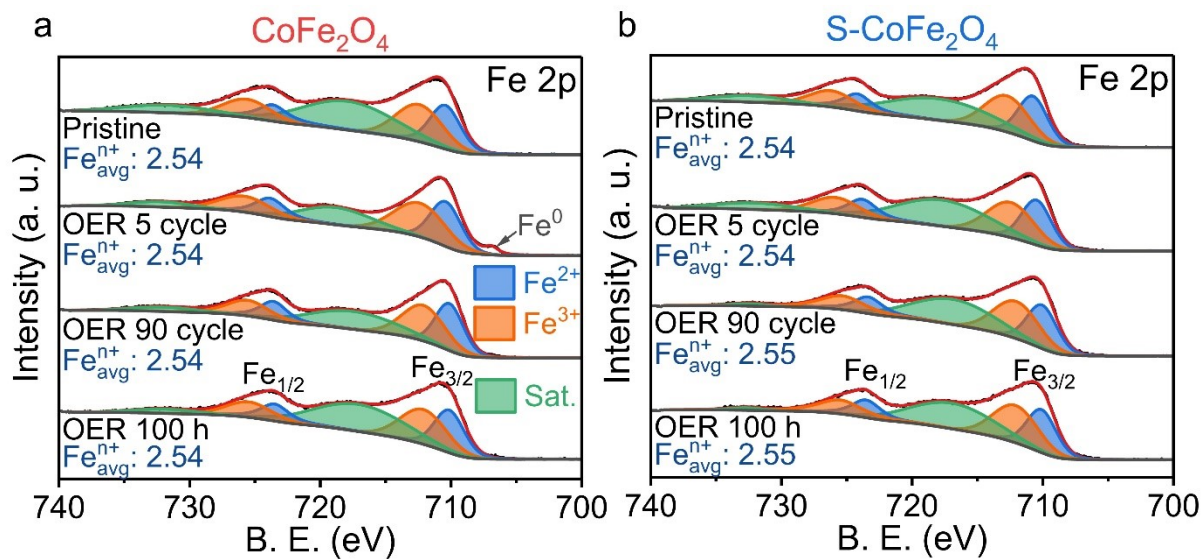 a
CoFe₂O₄
Fe 2p
Pristine
Feⁿ⁺avg: 2.54
OER 5 cycle
Feⁿ⁺avg: 2.54
Fe⁰
Fe²⁺
Fe³⁺
OER 90 cycle
Feⁿ⁺avg: 2.54
Fe1/2
Fe3/2
Sat.
OER 100 h
Feⁿ⁺avg: 2.54
Intensity (a. u.)
740 730 720 710 700
B. E. (eV)
b
S-CoFe₂O₄
Fe 2p
Pristine
Feⁿ⁺avg: 2.54
OER 5 cycle
Feⁿ⁺avg: 2.54
OER 90 cycle
Feⁿ⁺avg: 2.55
Fe1/2
Fe3/2
OER 100 h
Feⁿ⁺avg: 2.55
Intensity (a. u.)
740 730 720 710 700
B. E. (eV)